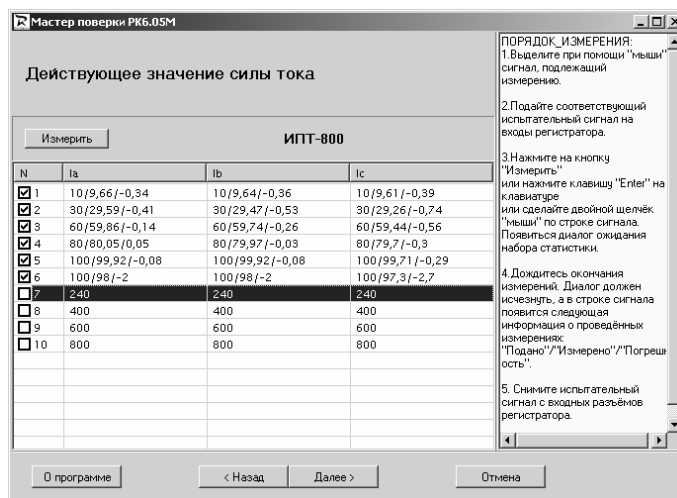 Мастер поверки РК6.05М
Действующее значение силы тока
Измерить
ИПТ-800
N Ia Ib Ic
1 10/9,66/-0,34 10/9,64/-0,36 10/9,61/-0,39
2 30/29,59/-0,41 30/29,47/-0,53 30/29,26/-0,74
3 60/59,86/-0,14 60/59,74/-0,26 60/59,44/-0,56
4 80/80,05/0,05 80/79,97/-0,03 80/79,7/-0,3
5 100/99,92/-0,08 100/99,92/-0,08 100/99,71/-0,29
6 100/98/-2 100/98/-2 100/97,3/-2,7
7 240 240 240
8 400 400 400
9 600 600 600
10 800 800 800
ПОРЯДОК_ИЗМЕРЕНИЯ:
1.Выделите при помощи "мыши"
сигнал, подлежащий
измерению.
2.Подайте соответствующий
испытательный сигнал на
входы регистратора.
3.Нажмите на кнопку
"Измерить"
или нажмите клавишу "Enter" на
клавиатуре
или сделайте двойной щелчёк
"мыши" по строке сигнала.
Появиться диалог ожидания
набора статистики.
4.Дождитесь окончания
измерений. Диалог должен
исчезнуть, а в строке сигнала
появится следующая
информация о проведённых
измерениях:
"Подано"/"Измерено"/"Погрешн
ость".
5. Снимите испытательный
сигнал с входных разъёмов
регистратора.
О программе
< Назад
Далее >
Отмена